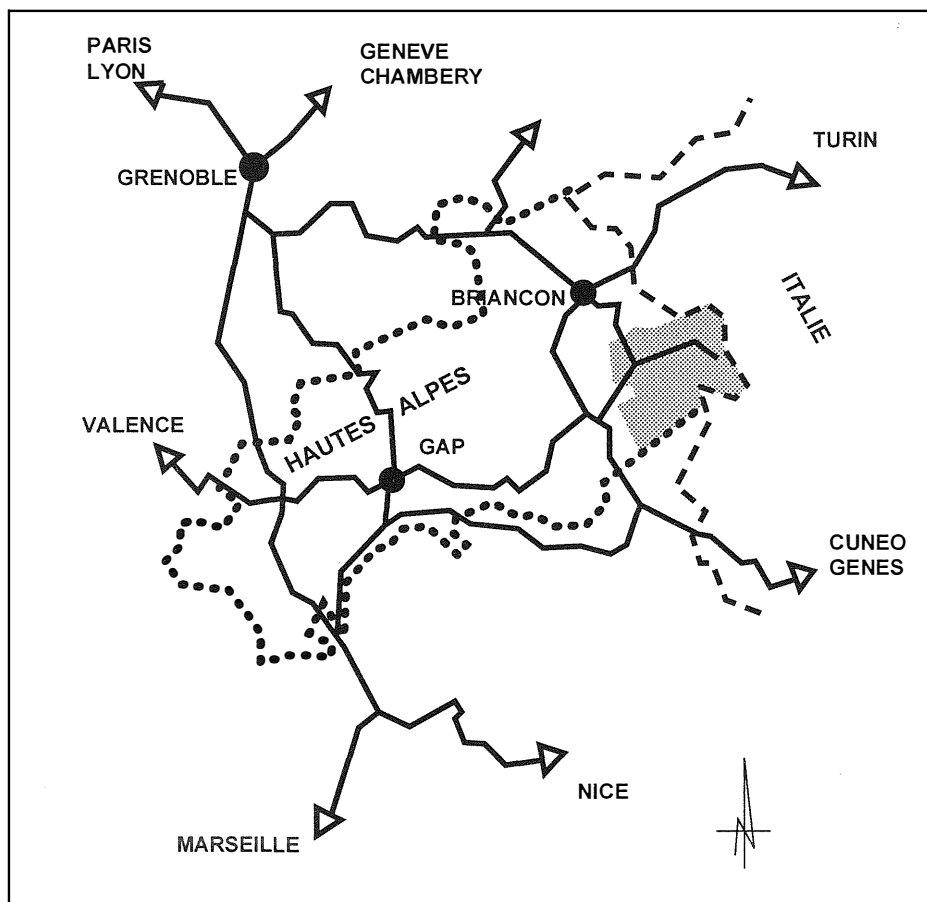 PARIS
LYON
GENEVE
CHAMBERY
TURIN
GRENOBLE
BRIANCON
ITALIE
HAUTES ALPES
VALENCE
GAP
CUNEO
GENES
NICE
MARSEILLE
N